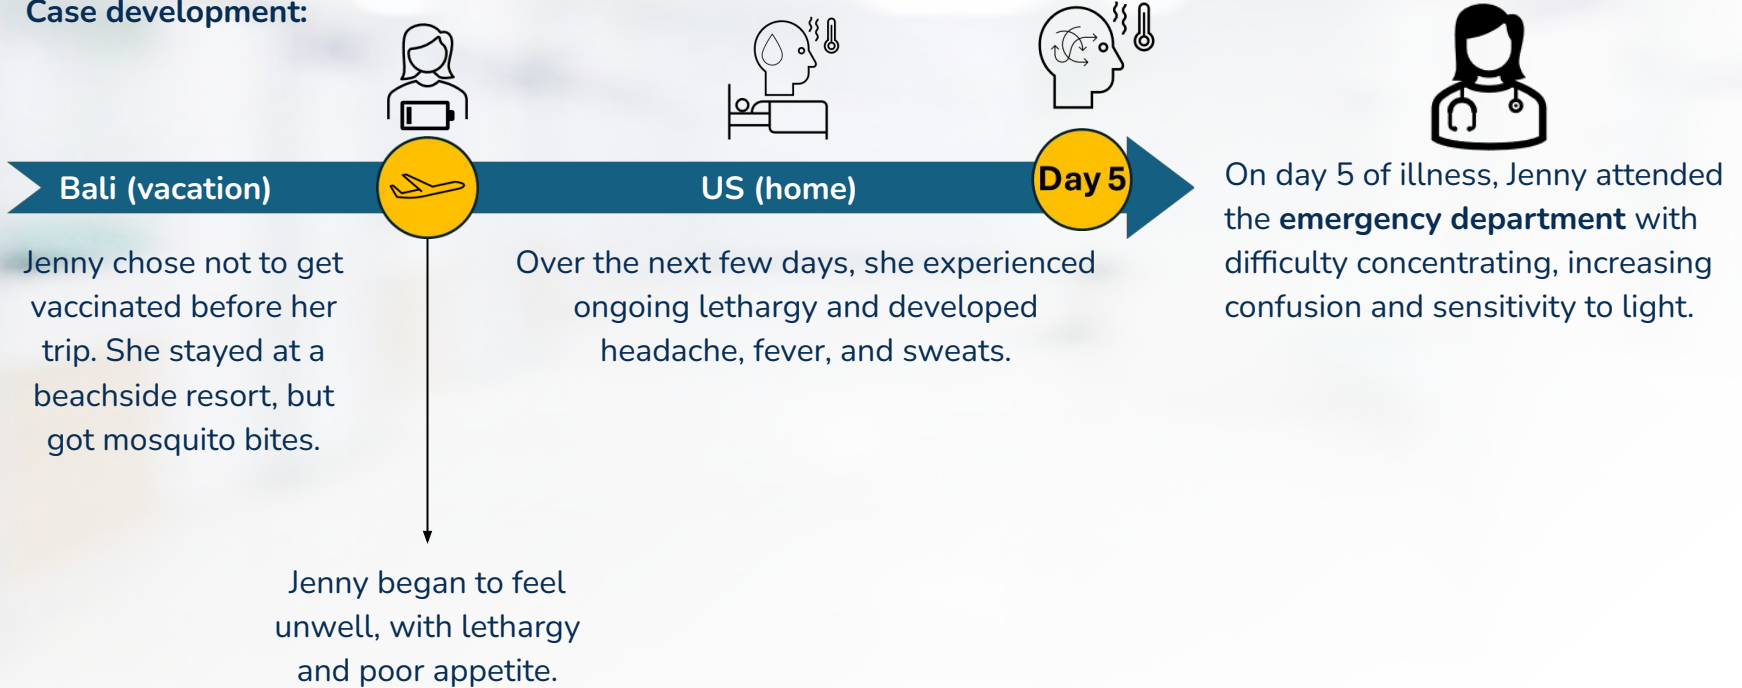 Case development:
Bali (vacation)
US (home)
Day 5
Jenny chose not to get
vaccinated before her
trip. She stayed at a
beachside resort, but
got mosquito bites.
Jenny began to feel
unwell, with lethargy
and poor appetite.
Over the next few days, she experienced
ongoing lethargy and developed
headache, fever, and sweats.
On day 5 of illness, Jenny attended
the emergency department with
difficulty concentrating, increasing
confusion and sensitivity to light.